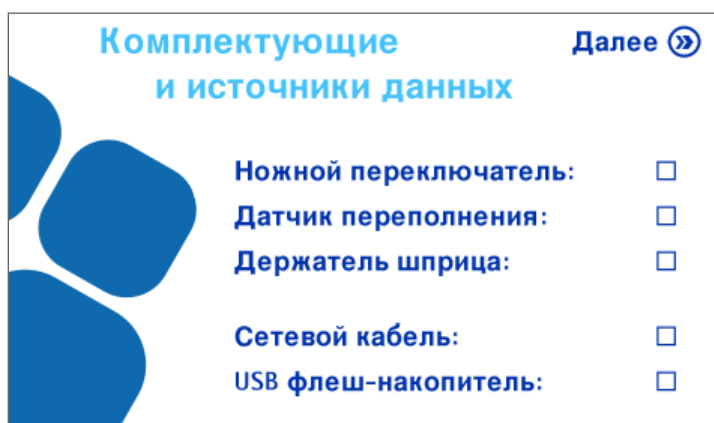 Комплектующие
и источники данных
Далее
Ножной переключатель:
Датчик переполнения:
Держатель шприца:
Сетевой кабель:
USB флеш-накопитель: